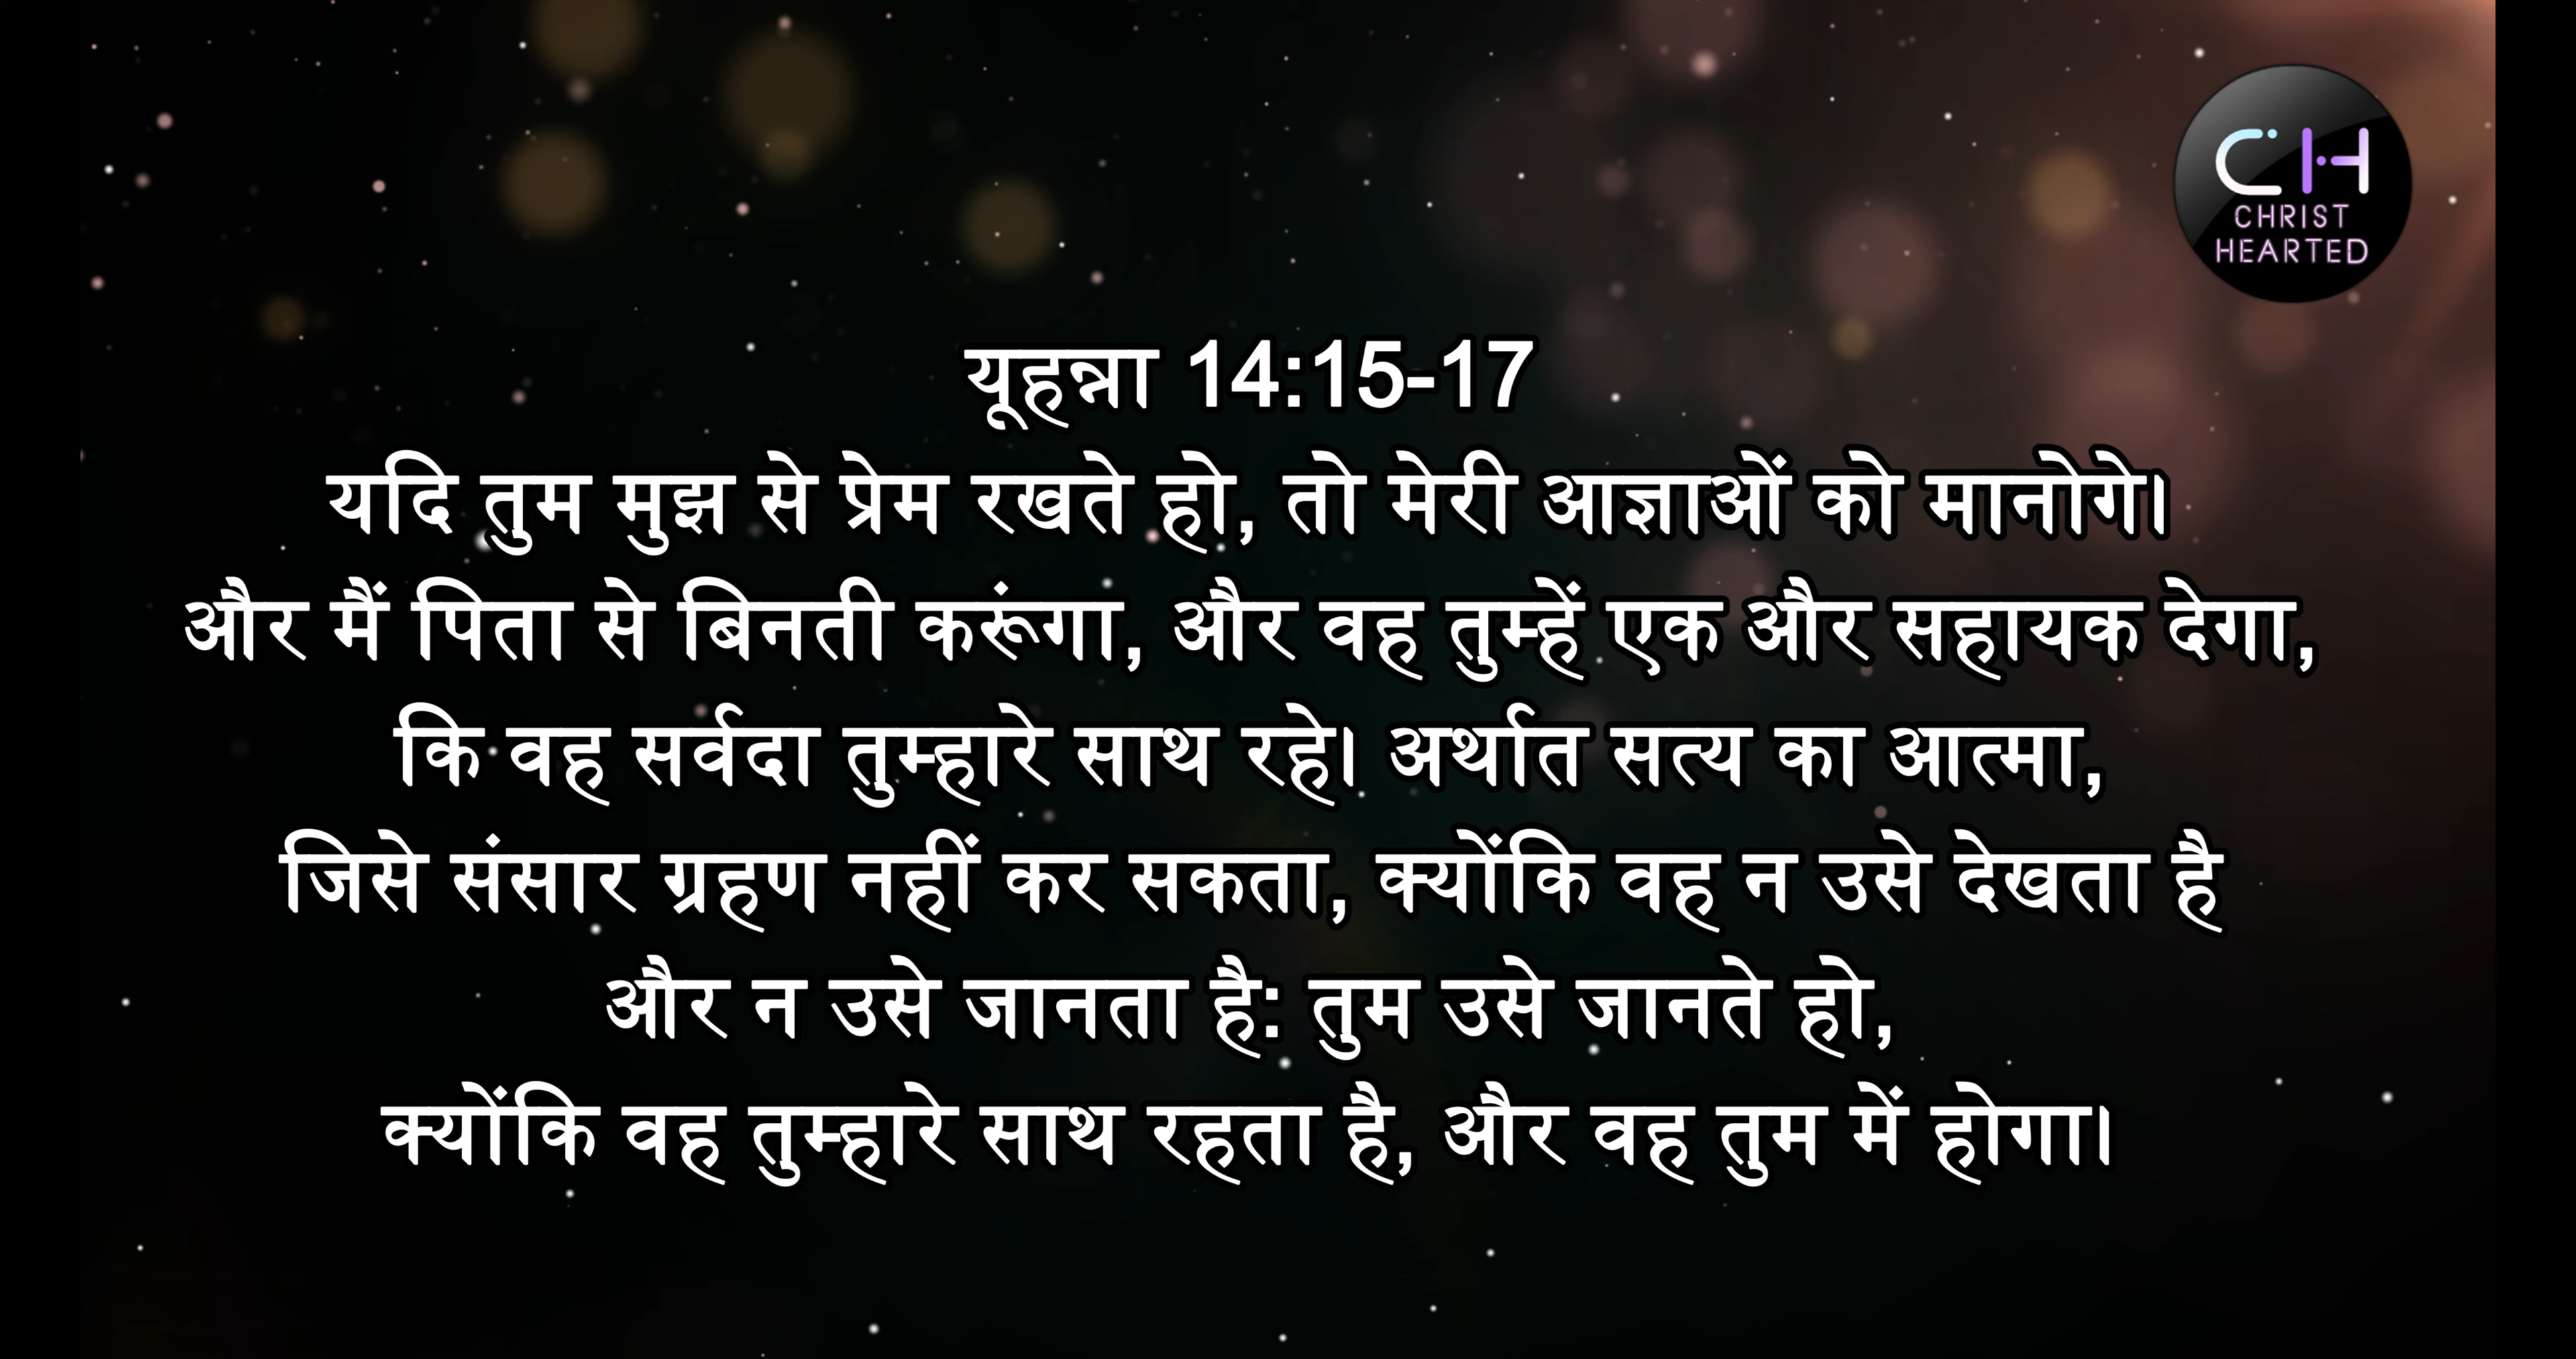 CH
CHRIST
HEARTED
यूहन्ना 14:15-17
यदि तुम मुझ से प्रेम रखते हो, तो मेरी आज्ञाओं को मानोगे।
और मैं पिता से बिनती करूंगा, और वह तुम्हें एक और सहायक देगा,
कि वह सर्वदा तुम्हारे साथ रहे। अर्थात सत्य का आत्मा,
जिसे संसार ग्रहण नहीं कर सकता, क्योंकि वह न उसे देखता है
और न उसे जानता है: तुम उसे जानते हो,
क्योंकि वह तुम्हारे साथ रहता है, और वह तुम में होगा।